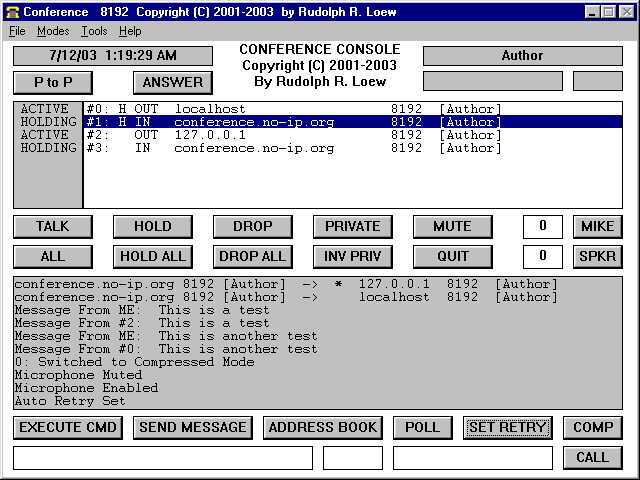 Conference 8192 Copyright (C) 2001-2003 by Rudolph R. Loew
File Modes Tools Help
7/12/03 1:19:29 AM
CONFERENCE CONSOLE
Copyright (C) 2001-2003
By Rudolph R. Loew
Author
P to P ANSWER
ACTIVE #0: H OUT localhost 8192 [Author]
HOLDING #1: H IN conference.no-ip.org 8192 [Author]
ACTIVE #2: OUT 127.0.0.1 8192 [Author]
HOLDING #3: IN conference.no-ip.org 8192 [Author]
TALK HOLD DROP PRIVATE MUTE 0 MIKE
ALL HOLD ALL DROP ALL INV PRIV QUIT 0 SPKR
conference.no-ip.org 8192 [Author] -> * 127.0.0.1 8192 [Author]
conference.no-ip.org 8192 [Author] -> localhost 8192 [Author]
Message From ME: This is a test
Message From #2: This is a test
Message From ME: This is another test
Message From #0: This is another test
0: Switched to Compressed Mode
Microphone Muted
Microphone Enabled
Auto Retry Set
EXECUTE CMD SEND MESSAGE ADDRESS BOOK POLL SET RETRY COMP
CALL